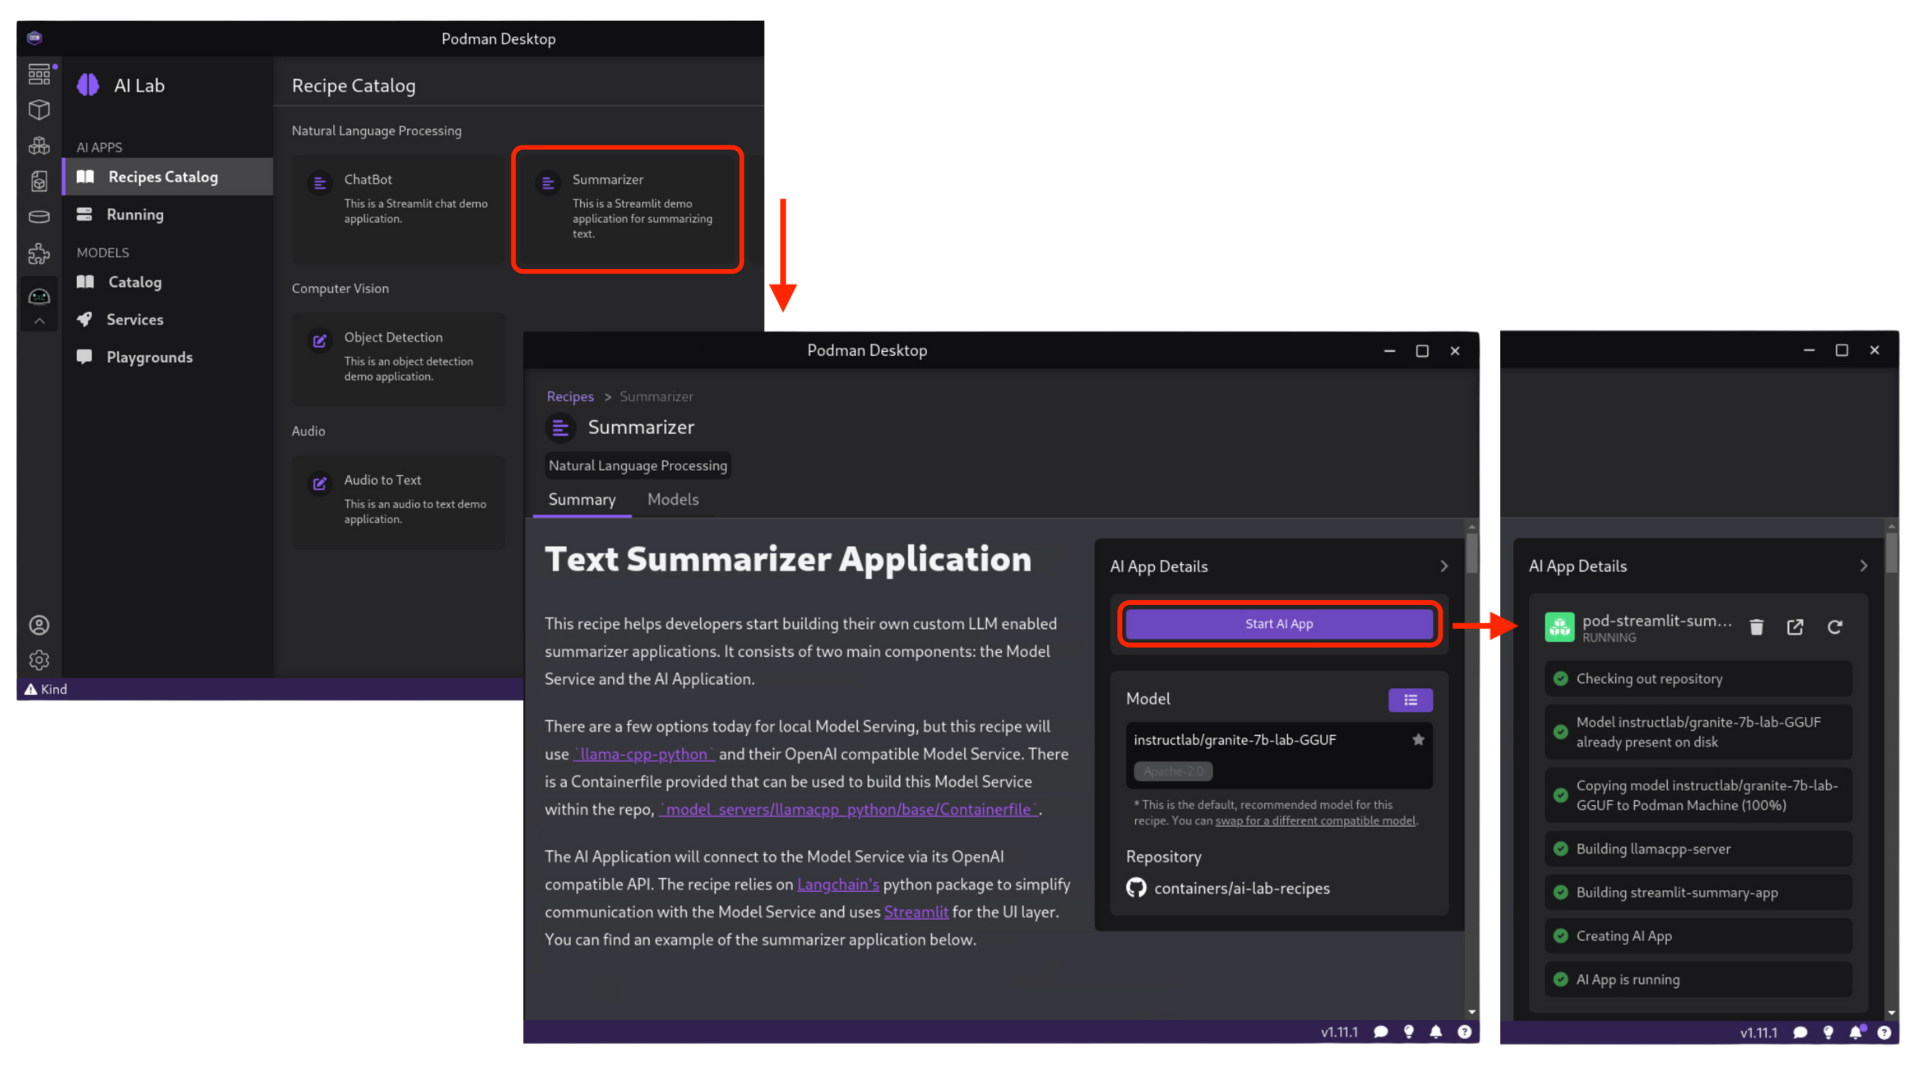 Podman Desktop
AI Lab
AI APPS
Recipes Catalog
Running
MODELS
Catalog
Services
Playgrounds
Kind
Recipe Catalog
Natural Language Processing
ChatBot
This is a Streamlit chat demo
application.
Summarizer
This is a Streamlit demo
application for summarizing
text.
Computer Vision
Object Detection
This is an object detection
demo application.
Audio
Audio to Text
This is an audio to text demo
application.
Podman Desktop
Recipes > Summarizer
Summarizer
Natural Language Processing
Summary Models
Text Summarizer Application
This recipe helps developers start building their own custom LLM enabled
summarizer applications. It consists of two main components: the Model
Service and the AI Application.
There are a few options today for local Model Serving, but this recipe will
use `llama-cpp-python` and their OpenAI compatible Model Service. There
is a Containerfile provided that can be used to build this Model Service
within the repo, `model_servers/llamacpp_python/base/Containerfile`.
The AI Application will connect to the Model Service via its OpenAI
compatible API. The recipe relies on Langchain's python package to simplify
communication with the Model Service and uses Streamlit for the UI layer.
You can find an example of the summarizer application below.
AI App Details
Start AI App
Model
instructlab/granite-7b-lab-GGUF
Apache-2.0
* This is the default, recommended model for this
recipe. You can swap for a different compatible model.
Repository
containers/ai-lab-recipes
v1.11.1
AI App Details
pod-streamlit-sum...
RUNNING
Checking out repository
Model instructlab/granite-7b-lab-GGUF
already present on disk
Copying model instructlab/granite-7b-lab-
GGUF to Podman Machine (100%)
Building llamacpp-server
Building streamlit-summary-app
Creating AI App
AI App is running
v1.11.1